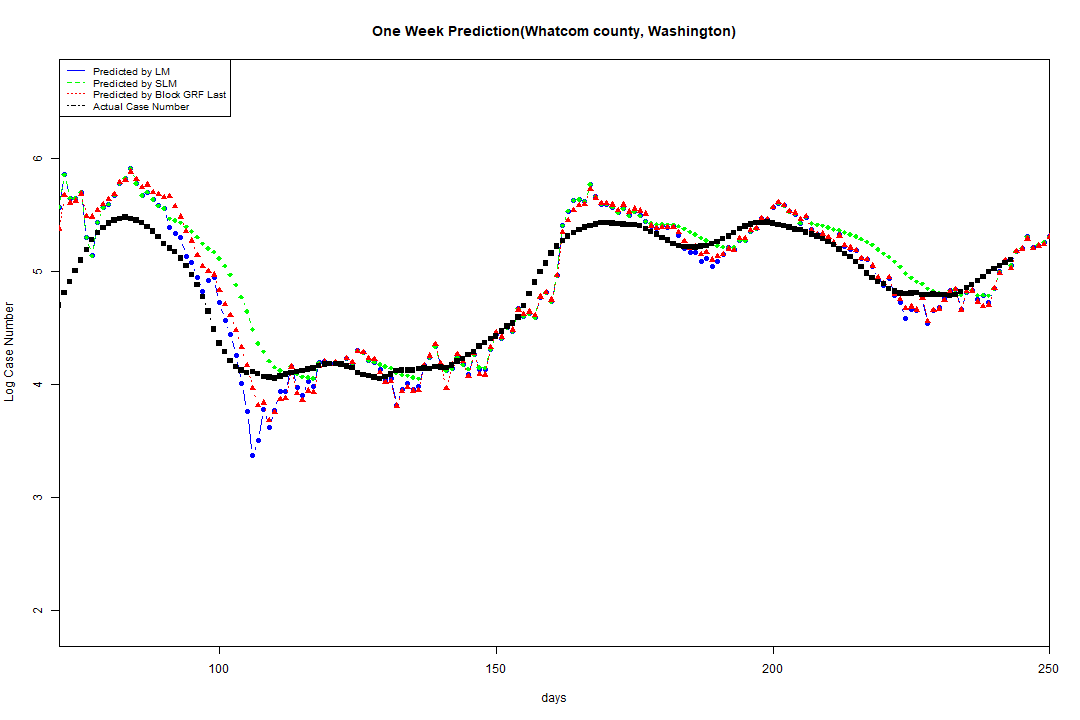 One Week Prediction(Whatcom county, Washington)
Predicted by LM
Predicted by SLM
Predicted by Block GRF Last
Actual Case Number
6
5
4
3
2
Log Case Number
100
150
200
250
days